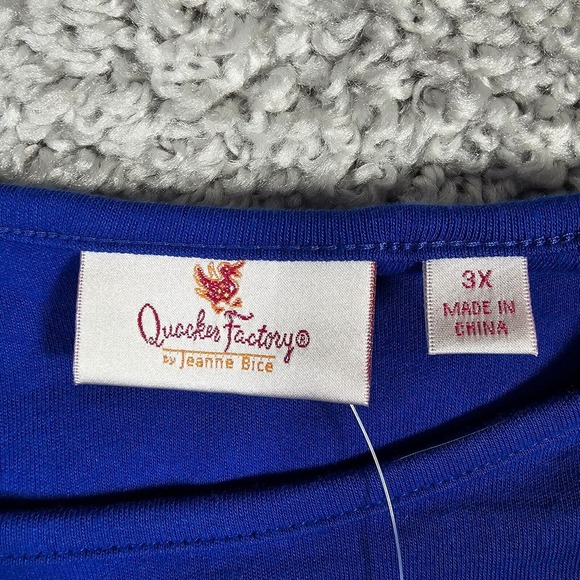 Quacker Factory®
by Jeanne Bice
3X
MADE IN
CHINA